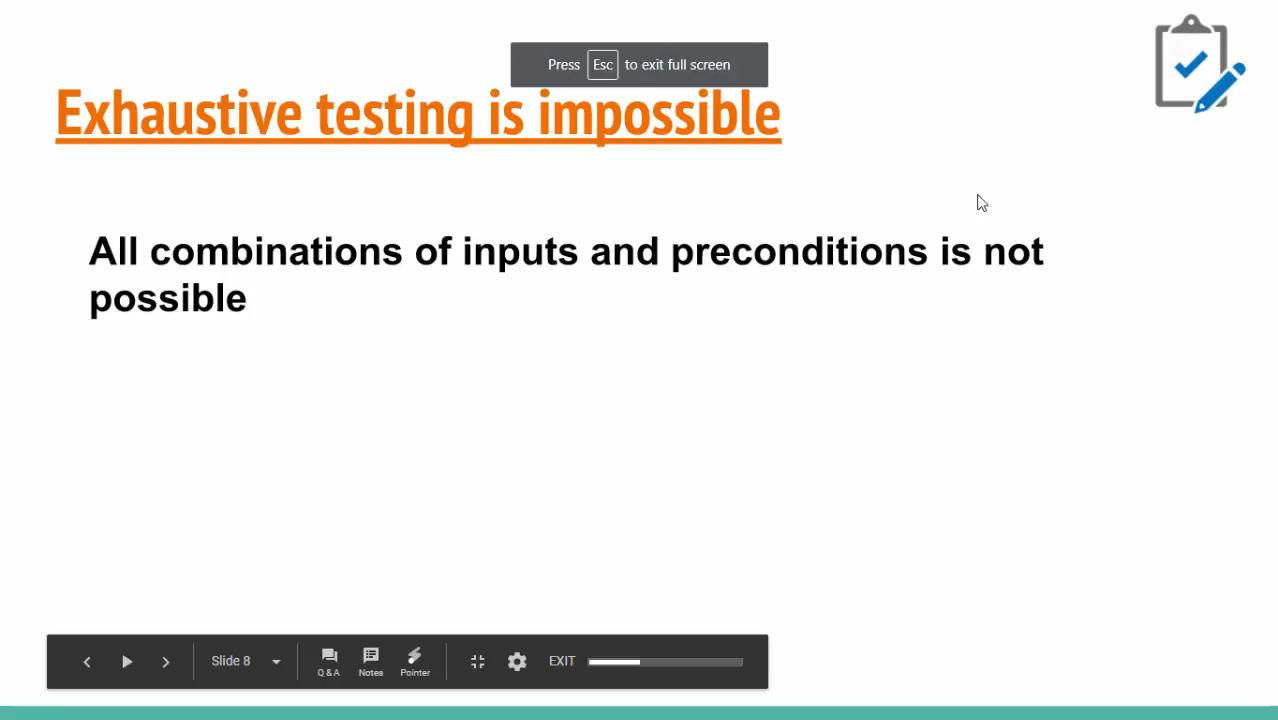 Press Esc to exit full screen
Exhaustive testing is impossible
All combinations of inputs and preconditions is not
possible
Slide 8
Q & A
Notes
Pointer
EXIT